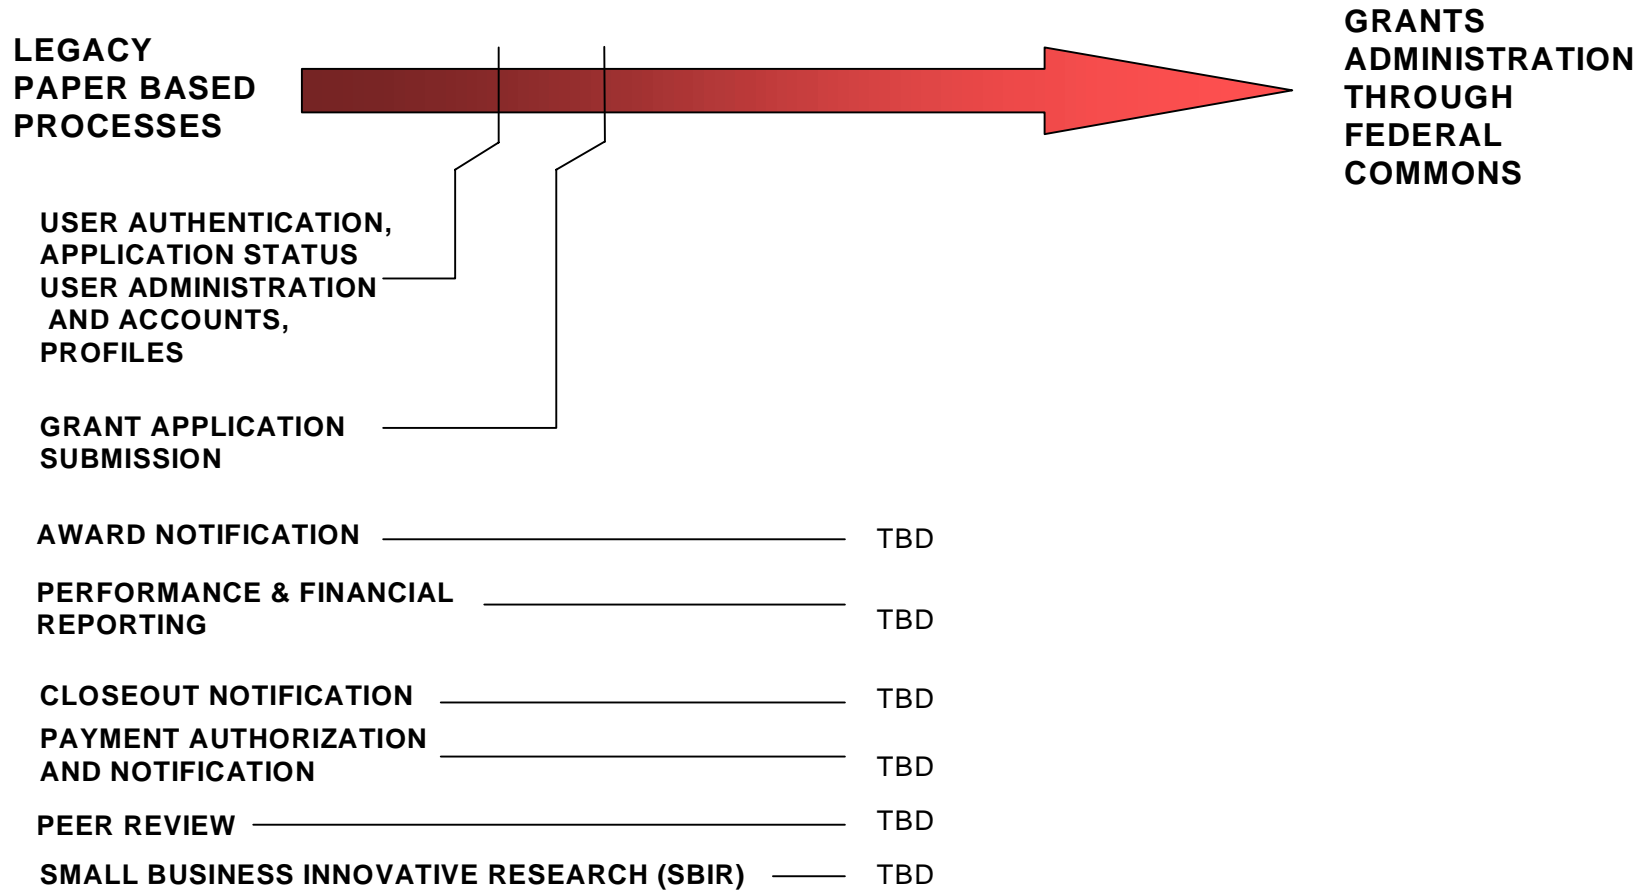 LEGACY
PAPER BASED
PROCESSES
GRANTS
ADMINISTRATION
THROUGH
FEDERAL
COMMONS
USER AUTHENTICATION,
APPLICATION STATUS
USER ADMINISTRATION
AND ACCOUNTS,
PROFILES
GRANT APPLICATION
SUBMISSION
AWARD NOTIFICATION TBD
PERFORMANCE & FINANCIAL
REPORTING TBD
CLOSEOUT NOTIFICATION TBD
PAYMENT AUTHORIZATION
AND NOTIFICATION TBD
PEER REVIEW TBD
SMALL BUSINESS INNOVATIVE RESEARCH (SBIR) TBD